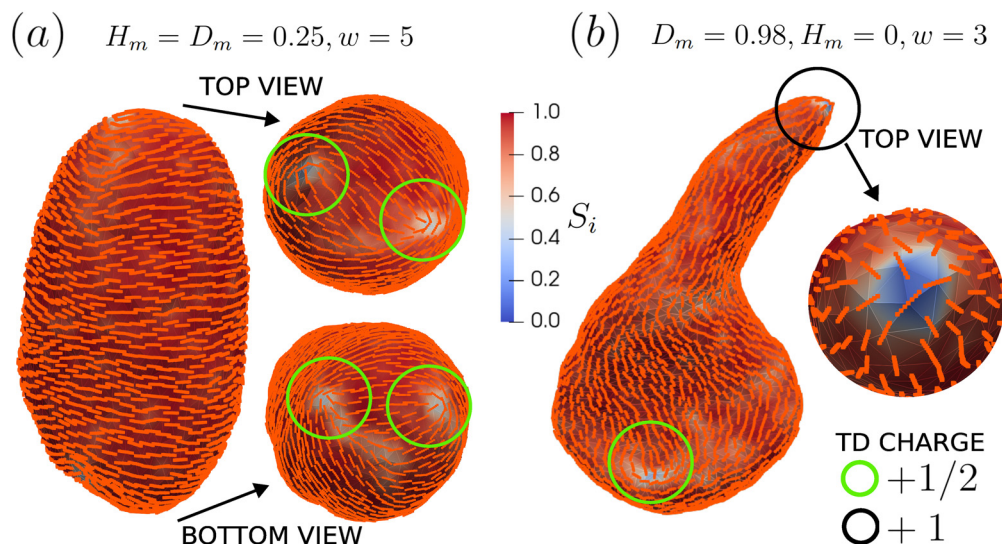 (a) H_m = D_m = 0.25, w = 5
TOP VIEW
BOTTOM VIEW
1.0
0.8
0.6
0.4
0.2
0.0
S_i
(b) D_m = 0.98, H_m = 0, w = 3
TOP VIEW
TD CHARGE
+1/2
+ 1